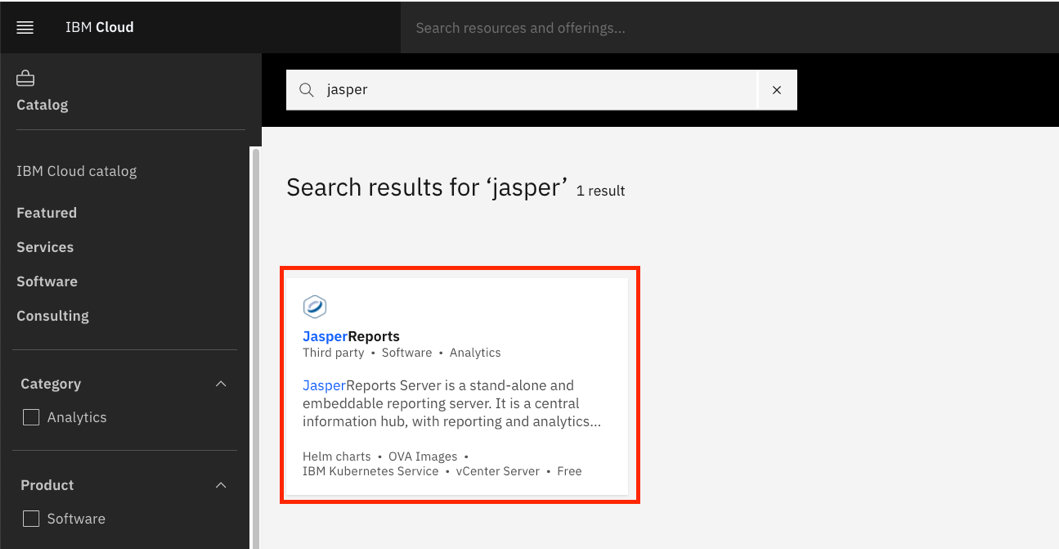 IBM Cloud
Search resources and offerings...
Catalog
jasper
IBM Cloud catalog
Featured
Services
Software
Consulting
Category
Analytics
Product
Software
Search results for ‘jasper’ 1 result
JasperReports
Third party • Software • Analytics
JasperReports Server is a stand-alone and
embeddable reporting server. It is a central
information hub, with reporting and analytics...
Helm charts • OVA Images •
IBM Kubernetes Service • vCenter Server • Free